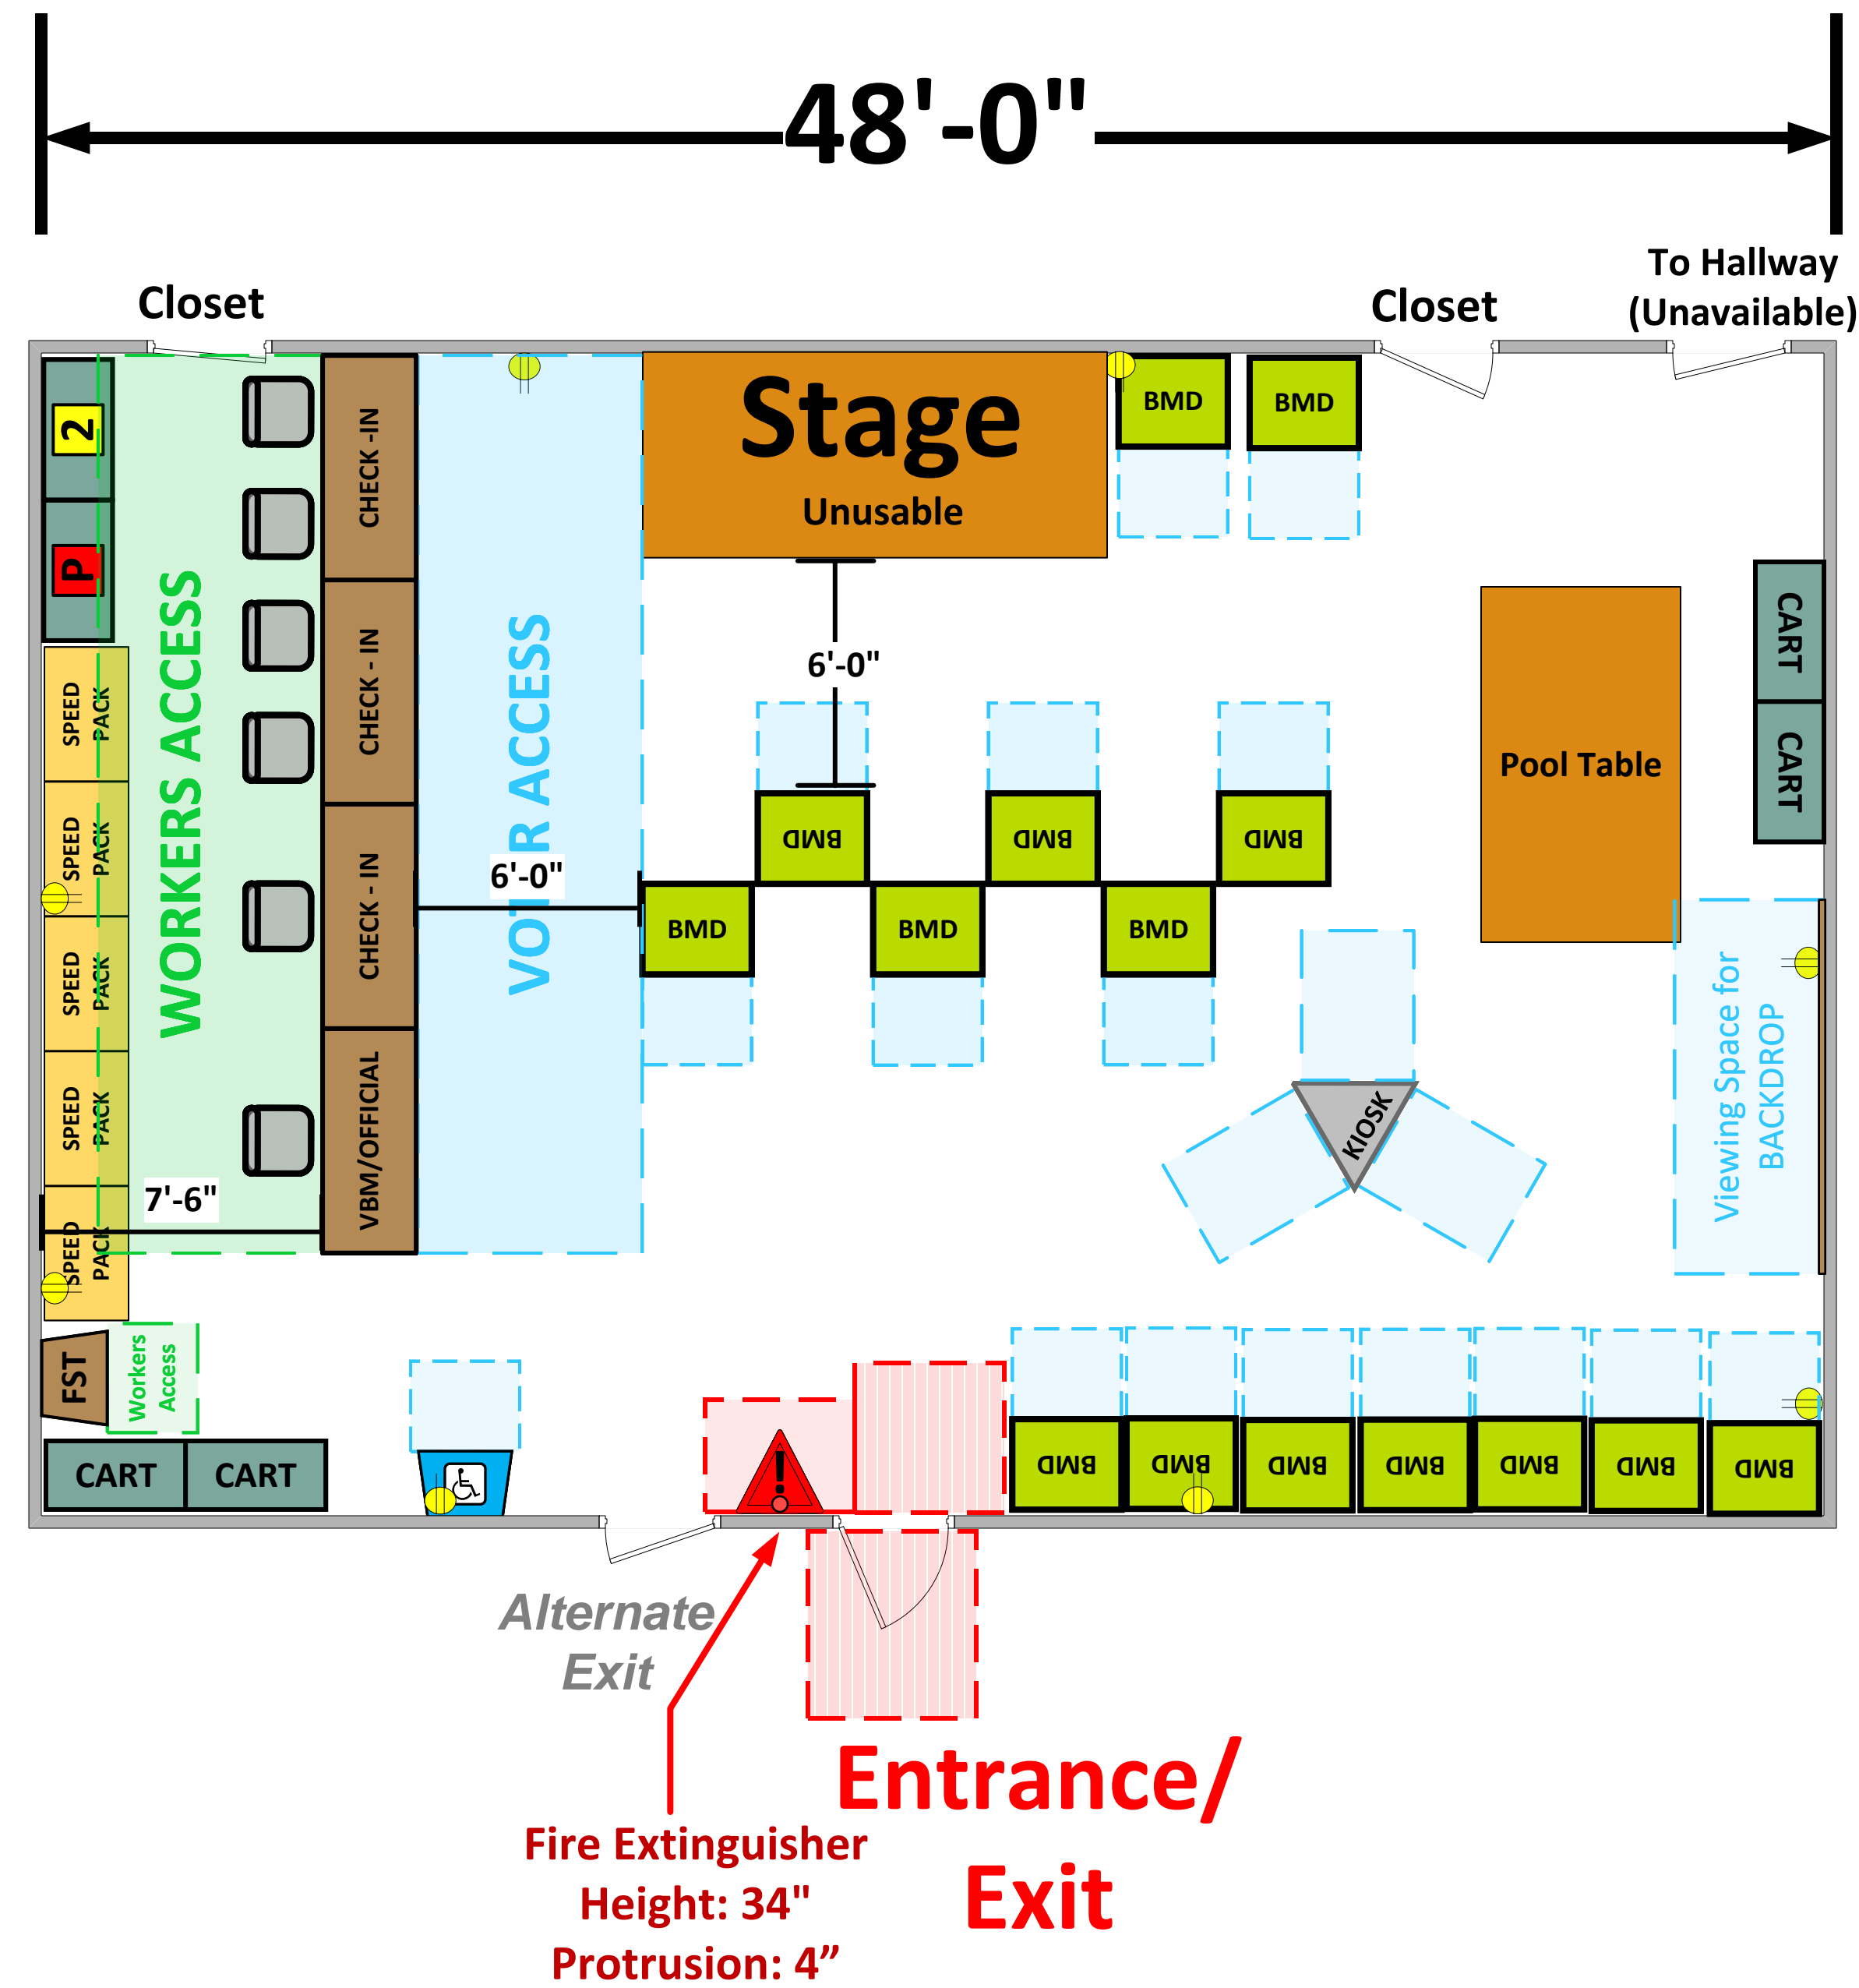 48'-0"
To Hallway
(Unavailable)
Closet
Closet
Stage
Unusable
BMD
BMD
2
P
CHECK -IN
CHECK - IN
CHECK - IN
VBM/OFFICIAL
WORKERS ACCESS
VOTER ACCESS
SPEED
PACK
SPEED
PACK
SPEED
PACK
SPEED
PACK
SPEED
PACK
6'-0"
6'-0"
7'-6"
BMD
BMD
BMD
BMD
BMD
BMD
Pool Table
CART
CART
KIOSK
Viewing Space for
BACKDROP
FST
Workers
Access
CART
CART
BMD
BMD
BMD
BMD
BMD
BMD
BMD
!
Alternate
Exit
Entrance/
Exit
Fire Extinguisher
Height: 34"
Protrusion: 4”